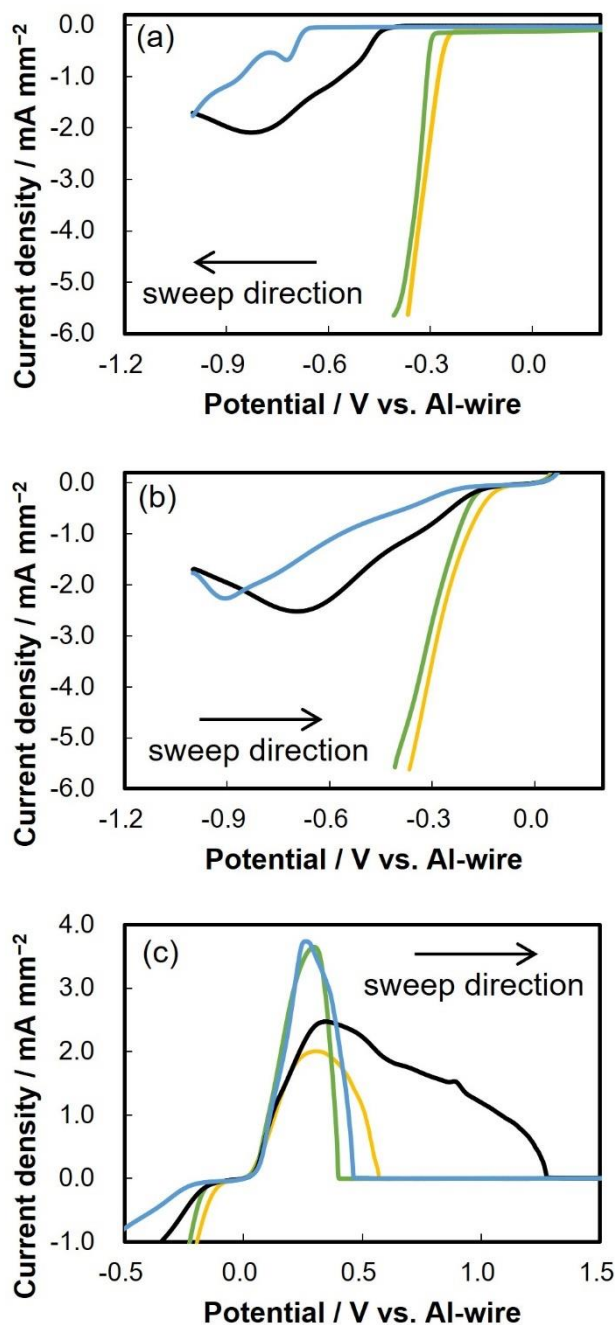 (a)
0.0
-1.0
-2.0
-3.0
-4.0
-5.0
-6.0
Current density / mA mm⁻²
sweep direction
-1.2 -0.9 -0.6 -0.3 0.0
Potential / V vs. Al-wire
(b)
0.0
-1.0
-2.0
-3.0
-4.0
-5.0
-6.0
Current density / mA mm⁻²
sweep direction
-1.2 -0.9 -0.6 -0.3 0.0
Potential / V vs. Al-wire
(c)
4.0
3.0
2.0
1.0
0.0
-1.0
Current density / mA mm⁻²
sweep direction
-0.5 0.0 0.5 1.0 1.5
Potential / V vs. Al-wire